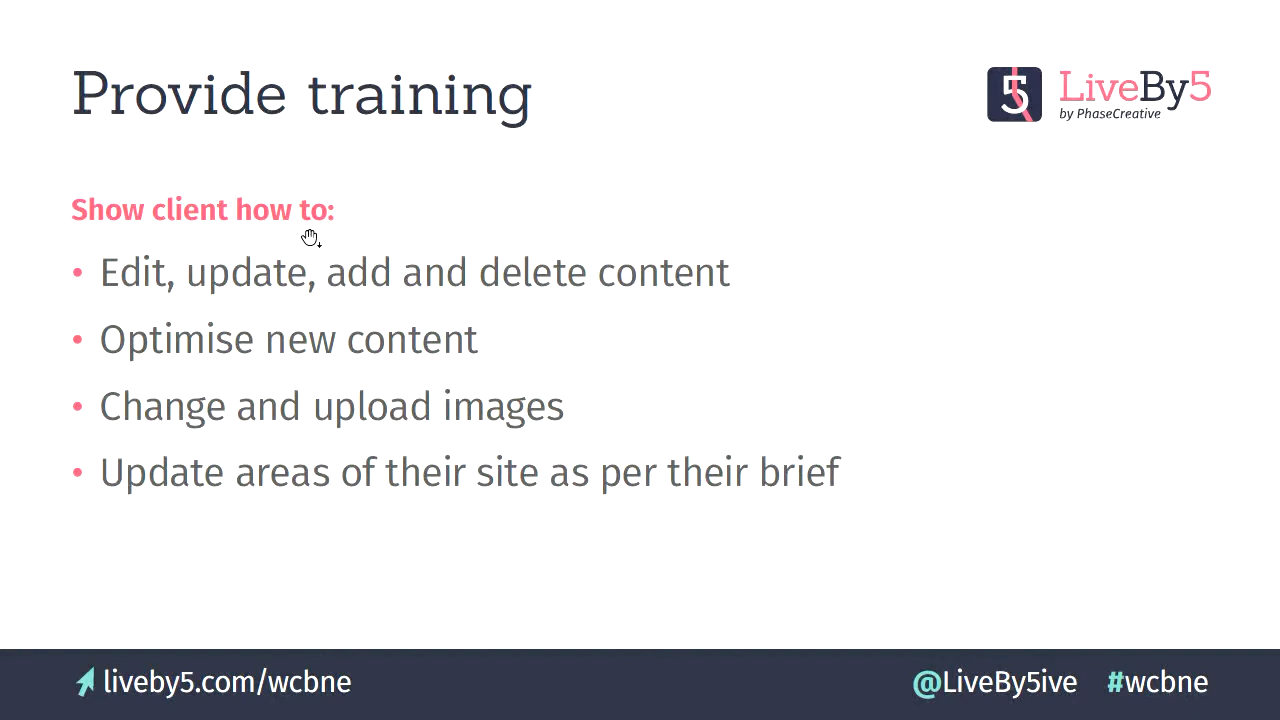 Provide training
5 LiveBy5
by PhaseCreative
Show client how to:
• Edit, update, add and delete content
• Optimise new content
• Change and upload images
• Update areas of their site as per their brief
liveby5.com/wcbne
@LiveBy5ive #wcbne